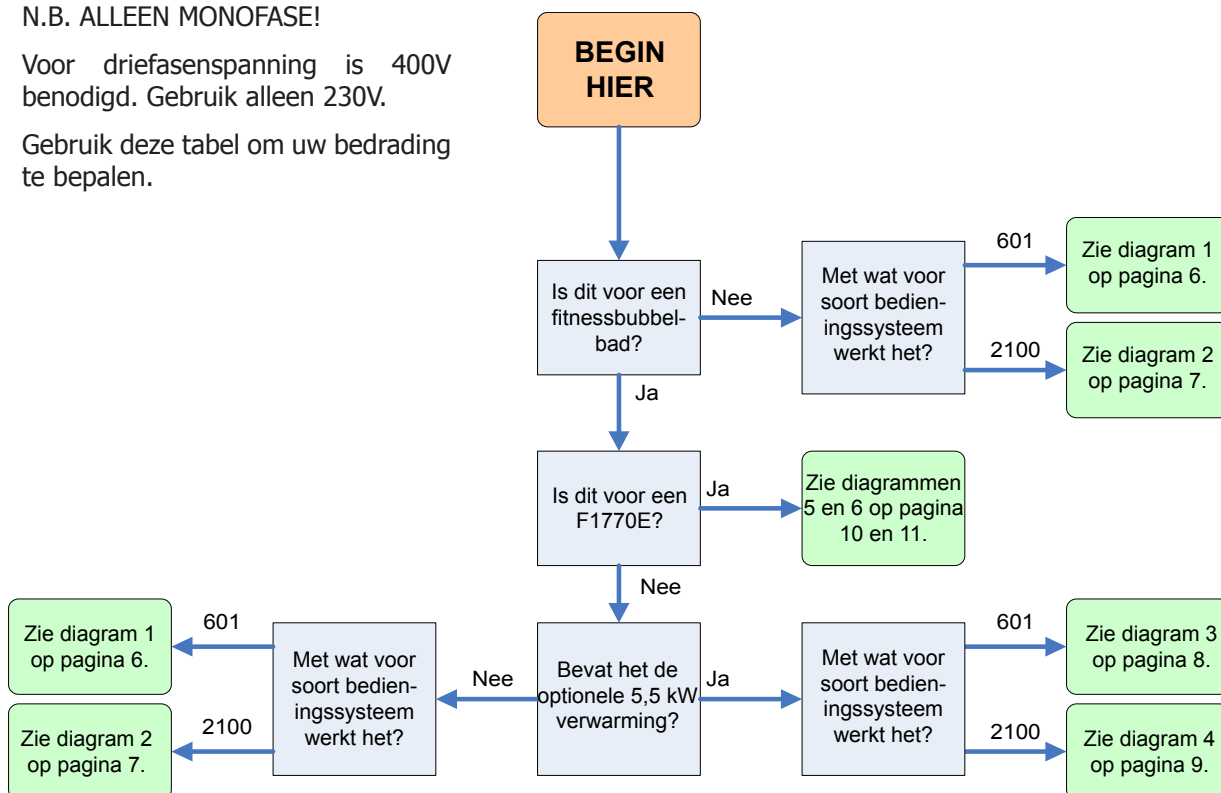 N.B. ALLEEN MONOFASE!
Voor driefasenspanning is 400V
benodigd. Gebruik alleen 230V.
Gebruik deze tabel om uw bedrading
te bepalen.
BEGIN
HIER
Is dit voor een
fitnessbubbel-
bad?
Nee
Met wat voor
soort bedien-
ingssysteem
werkt het?
601
Zie diagram 1
op pagina 6.
2100
Zie diagram 2
op pagina 7.
Ja
Is dit voor een
F1770E?
Ja
Zie diagrammen
5 en 6 op pagina
10 en 11.
Nee
Bevat het de
optionele 5,5 kW
verwarming?
Nee
Met wat voor
soort bedien-
ingssysteem
werkt het?
601
Zie diagram 1
op pagina 6.
2100
Zie diagram 2
op pagina 7.
Ja
Met wat voor
soort bedien-
ingssysteem
werkt het?
601
Zie diagram 3
op pagina 8.
2100
Zie diagram 4
op pagina 9.